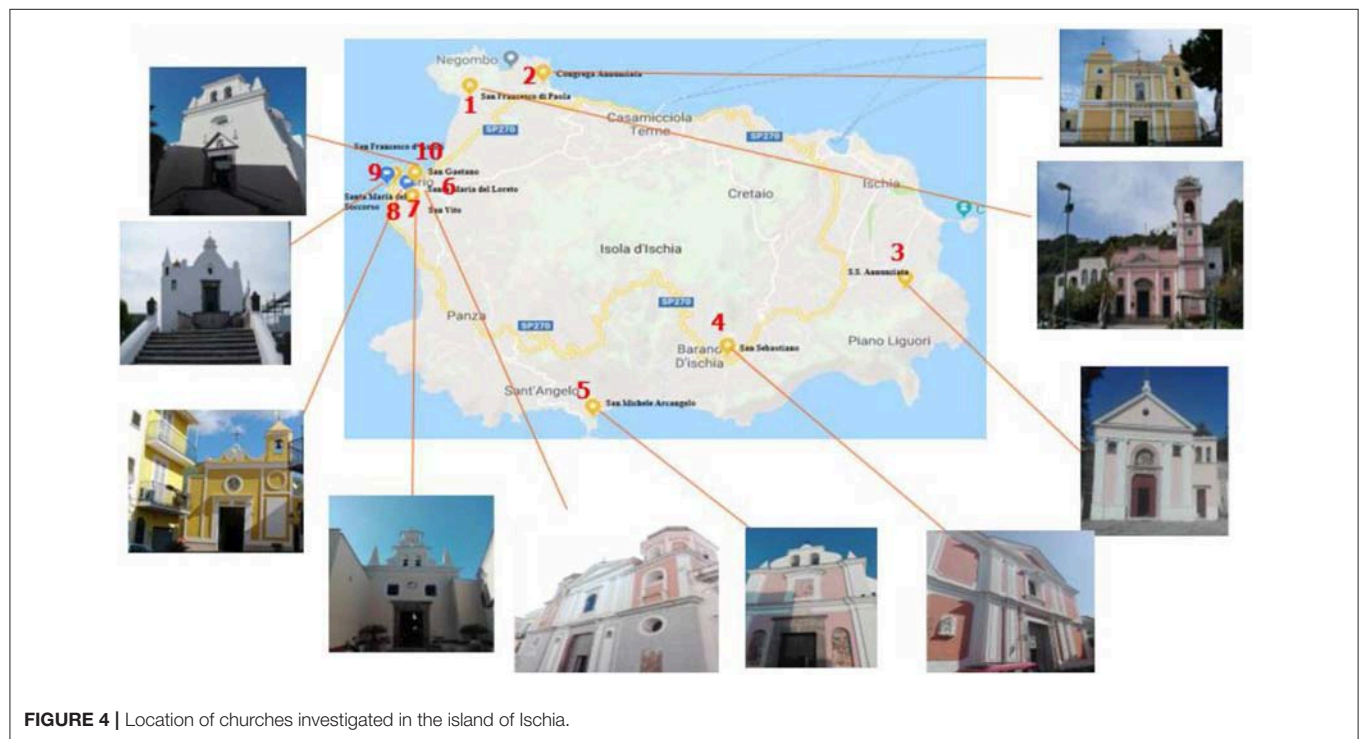 Negombo
2
Congrega Annunziata
1
San Francesco di Paola
Casamicciola
Terme
SP270
10
San Gaetano
9
6
Santa Maria del Loreto
Santa Maria del
Soccorso
8
7
San Vito
Cretaio
Ischia
Isola d'Ischia
3
S.S. Annunziata
Panza
SP270
SP270
4
Barano
D'ischia
San Sebastiano
Piano Liguori
Sant'Angelo
5
San Michele Arcangelo
FIGURE 4 | Location of churches investigated in the island of Ischia.